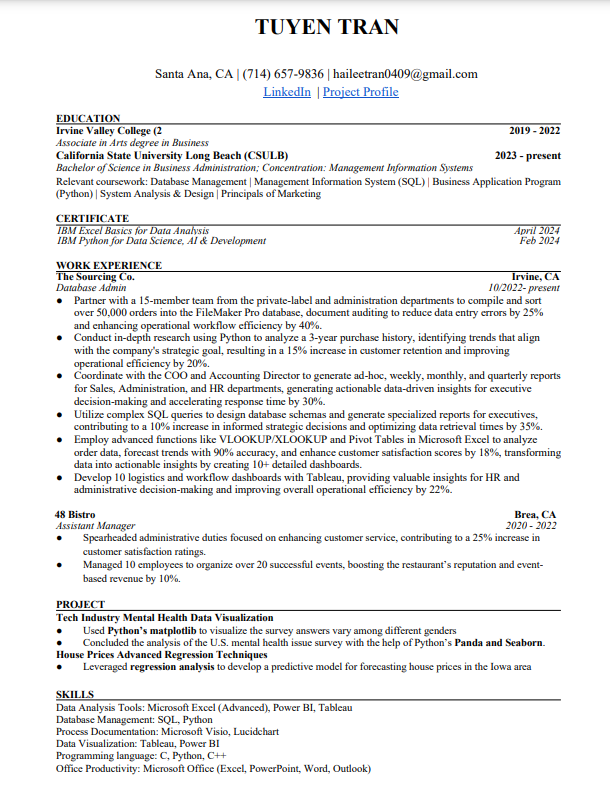 TUYEN TRAN
Santa Ana, CA | (714) 657-9836 | haileetran0409@gmail.com
LinkedIn | Project Profile
EDUCATION
Irvine Valley College (2 2019 - 2022
Associate in Arts degree in Business
California State University Long Beach (CSULB) 2023 - present
Bachelor of Science in Business Administration; Concentration: Management Information Systems
Relevant coursework: Database Management | Management Information System (SQL) | Business Application Program
(Python) | System Analysis & Design | Principals of Marketing
CERTIFICATE
IBM Excel Basics for Data Analysis April 2024
IBM Python for Data Science, AI & Development Feb 2024
WORK EXPERIENCE
The Sourcing Co. Irvine, CA
Database Admin 10/2022- present
● Partner with a 15-member team from the private-label and administration departments to compile and sort
over 50,000 orders into the FileMaker Pro database, document auditing to reduce data entry errors by 25%
and enhancing operational workflow efficiency by 40%.
● Conduct in-depth research using Python to analyze a 3-year purchase history, identifying trends that align
with the company's strategic goal, resulting in a 15% increase in customer retention and improving
operational efficiency by 20%.
● Coordinate with the COO and Accounting Director to generate ad-hoc, weekly, monthly, and quarterly reports
for Sales, Administration, and HR departments, generating actionable data-driven insights for executive
decision-making and accelerating response time by 30%.
● Utilize complex SQL queries to design database schemas and generate specialized reports for executives,
contributing to a 10% increase in informed strategic decisions and optimizing data retrieval times by 35%.
● Employ advanced functions like VLOOKUP/XLOOKUP and Pivot Tables in Microsoft Excel to analyze
order data, forecast trends with 90% accuracy, and enhance customer satisfaction scores by 18%, transforming
data into actionable insights by creating 10+ detailed dashboards.
● Develop 10 logistics and workflow dashboards with Tableau, providing valuable insights for HR and
administrative decision-making and improving overall operational efficiency by 22%.
48 Bistro Brea, CA
Assistant Manager 2020 - 2022
● Spearheaded administrative duties focused on enhancing customer service, contributing to a 25% increase in
customer satisfaction ratings.
● Managed 10 employees to organize over 20 successful events, boosting the restaurant's reputation and event-
based revenue by 10%.
PROJECT
Tech Industry Mental Health Data Visualization
● Used Python's matplotlib to visualize the survey answers vary among different genders
● Concluded the analysis of the U.S. mental health issue survey with the help of Python's Panda and Seaborn.
House Prices Advanced Regression Techniques
● Leveraged regression analysis to develop a predictive model for forecasting house prices in the Iowa area
SKILLS
Data Analysis Tools: Microsoft Excel (Advanced), Power BI, Tableau
Database Management: SQL, Python
Process Documentation: Microsoft Visio, Lucidchart
Data Visualization: Tableau, Power BI
Programming language: C, Python, C++
Office Productivity: Microsoft Office (Excel, PowerPoint, Word, Outlook)